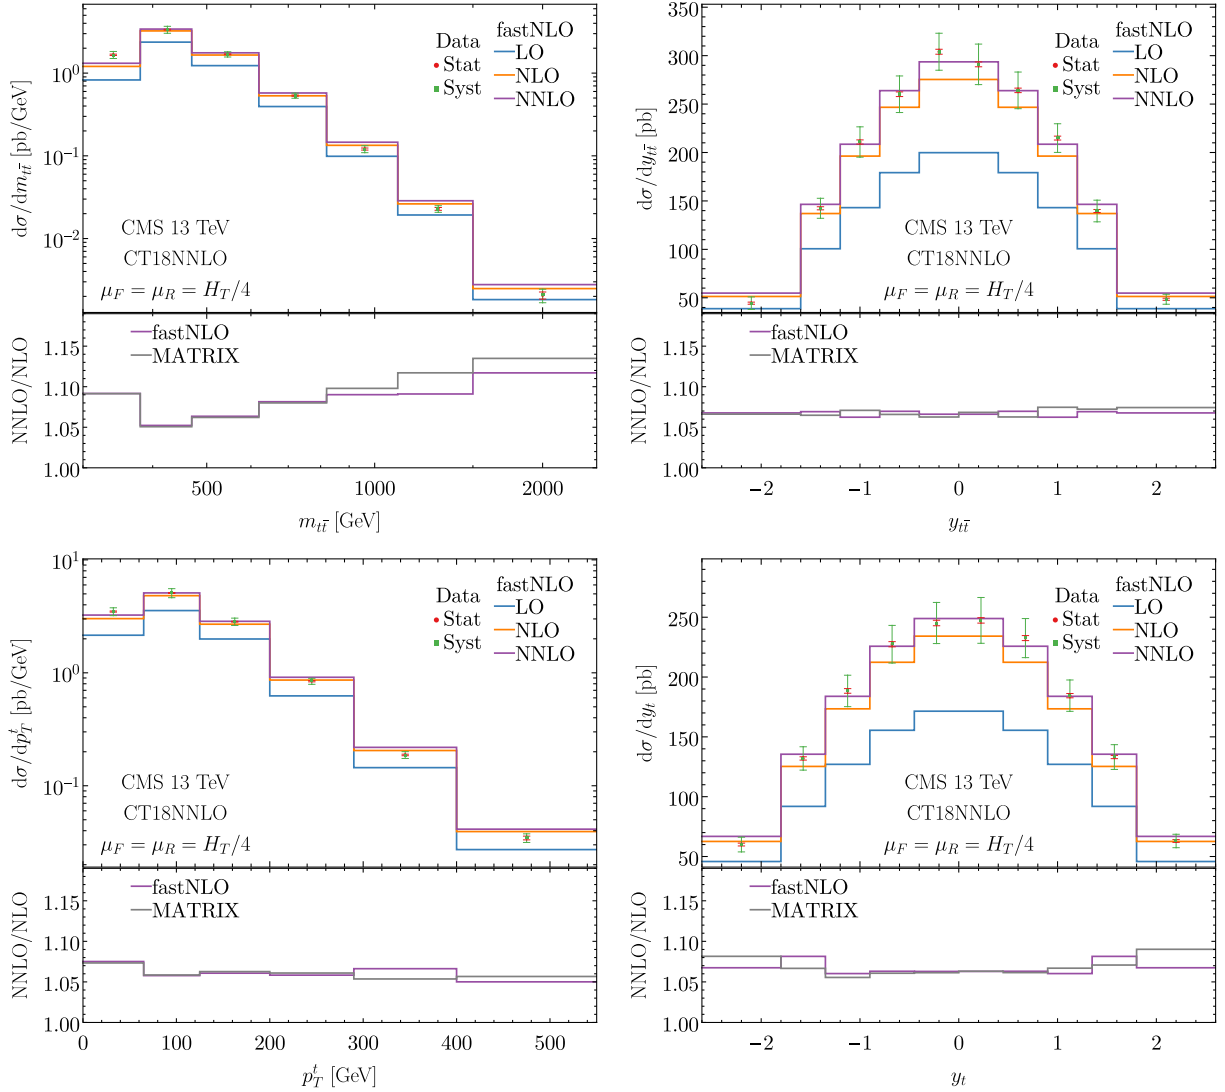 10⁰
10⁻¹
10⁻²
dσ/dm_{tt̄} [pb/GeV]
Data
Stat
Syst
fastNLO
LO
NLO
NNLO
CMS 13 TeV
CT18NNLO
μ_F = μ_R = H_T/4
fastNLO
MATRIX
1.15
1.10
1.05
1.00
NNLO/NLO
500
1000
2000
m_{tt̄} [GeV]
350
300
250
200
150
100
50
dσ/dy_{tt̄} [pb]
Data
Stat
Syst
fastNLO
LO
NLO
NNLO
CMS 13 TeV
CT18NNLO
μ_F = μ_R = H_T/4
fastNLO
MATRIX
1.15
1.10
1.05
1.00
NNLO/NLO
−2
−1
0
1
2
y_{tt̄}
10¹
10⁰
10⁻¹
dσ/dp_T^t [pb/GeV]
Data
Stat
Syst
fastNLO
LO
NLO
NNLO
CMS 13 TeV
CT18NNLO
μ_F = μ_R = H_T/4
fastNLO
MATRIX
1.15
1.10
1.05
1.00
NNLO/NLO
0
100
200
300
400
500
p_T^t [GeV]
250
200
150
100
50
dσ/dy_t [pb]
Data
Stat
Syst
fastNLO
LO
NLO
NNLO
CMS 13 TeV
CT18NNLO
μ_F = μ_R = H_T/4
fastNLO
MATRIX
1.15
1.10
1.05
1.00
NNLO/NLO
−2
−1
0
1
2
y_t